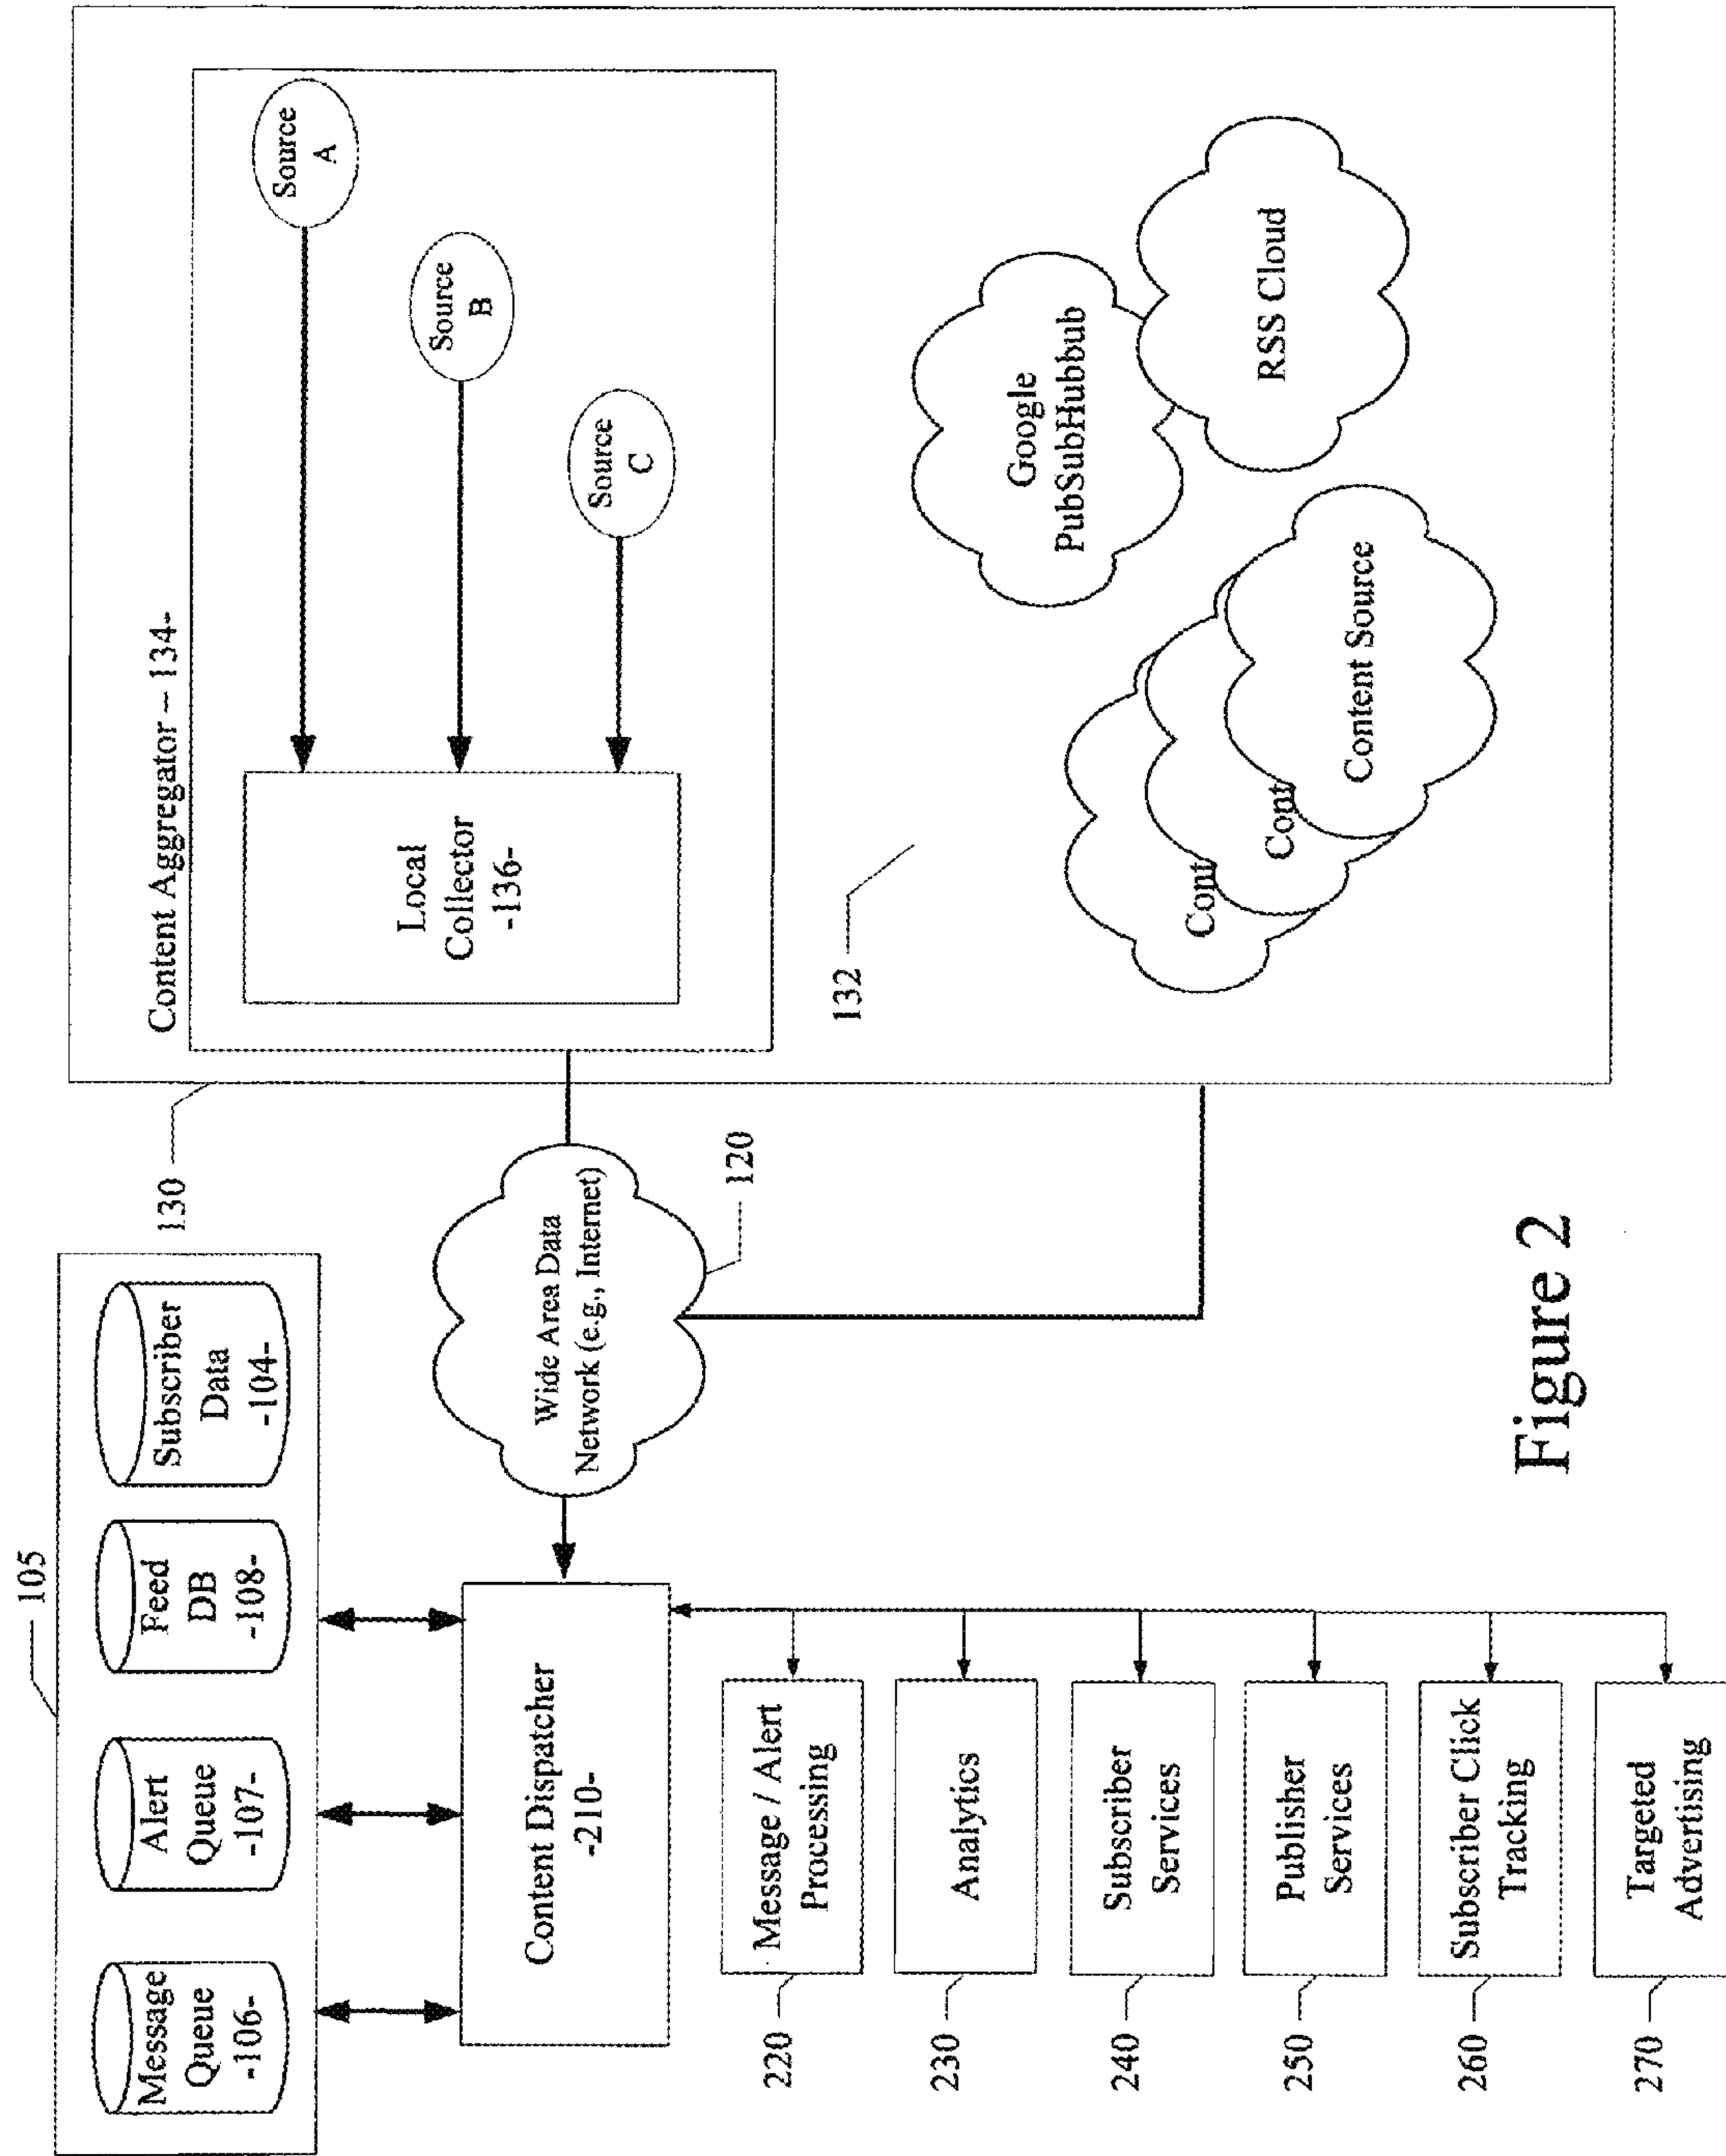 105
Message
Queue
-106-
Alert
Queue
-107-
Feed
DB
-108-
Subscriber
Data
-104-
130
Content Aggregator – 134-
Local
Collector
-136-
Source
A
Source
B
Source
C
Content Dispatcher
-210-
Wide Area Data
Network (e.g., Internet)
120
132
Google
PubSubHubbub
RSS Cloud
Cont
Cont
Content Source
220
Message / Alert
Processing
230
Analytics
240
Subscriber
Services
250
Publisher
Services
260
Subscriber Click
Tracking
270
Targeted
Advertising
Figure 2